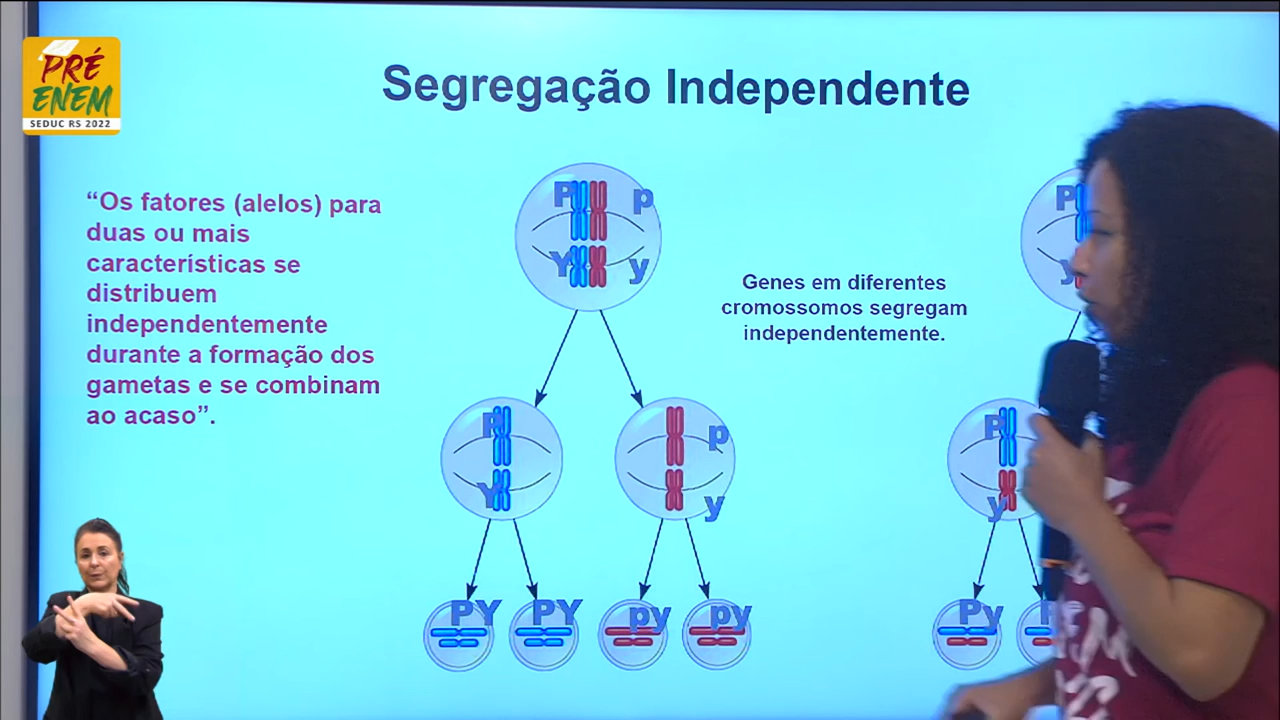 PRÉ
ENEM
SEDUC RS 2022
Segregação Independente
“Os fatores (alelos) para
duas ou mais
características se
distribuem
independentemente
durante a formação dos
gametas e se combinam
ao acaso”.
P p
Y y
Genes em diferentes
cromossomos segregam
independentemente.
P
y
P
Y
p
y
P
y
PY PY py py
Py